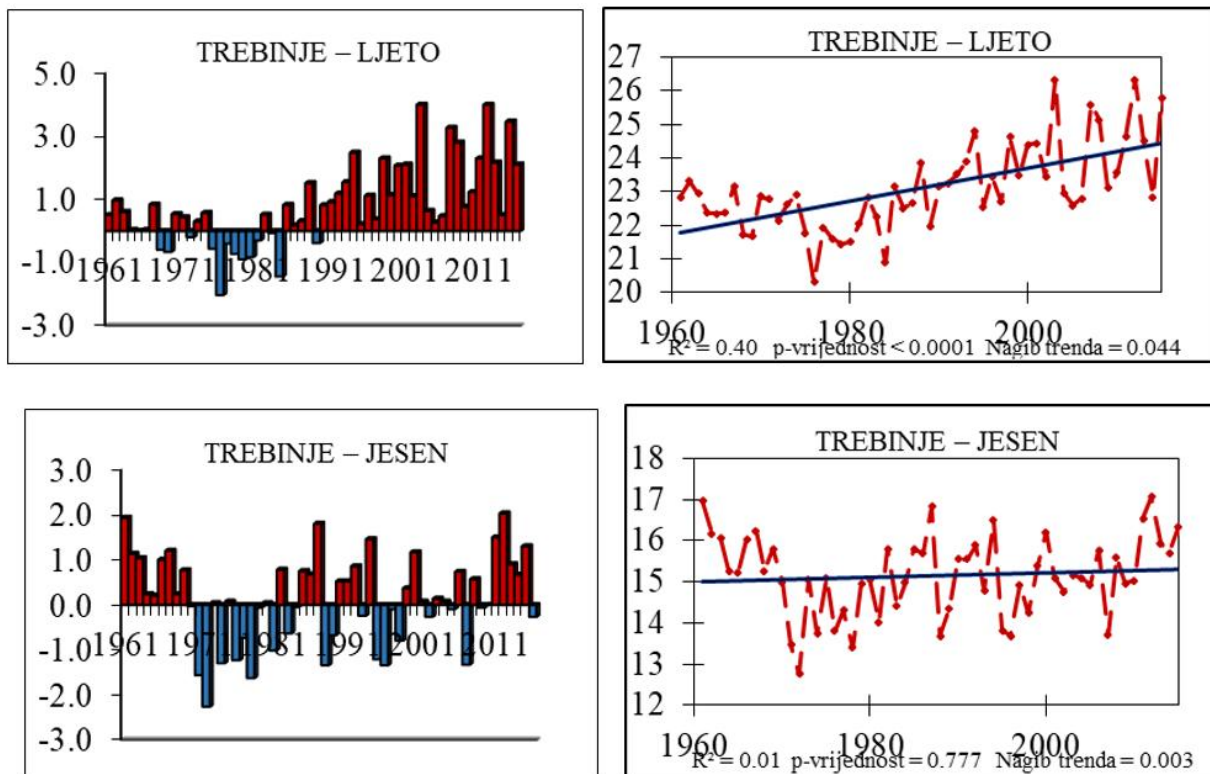 TREBINJE – LJETO
5.0
3.0
1.0
-1.0
-3.0
1961 1971 1981 1991 2001 2011
TREBINJE – LJETO
27
26
25
24
23
22
21
20
1960 1980 2000
R² = 0.40 p-vrijednost < 0.0001 Nagib trenda = 0.044
TREBINJE – JESEN
3.0
2.0
1.0
0.0
-1.0
-2.0
-3.0
1961 1971 1981 1991 2001 2011
TREBINJE – JESEN
18
17
16
15
14
13
12
1960 1980 2000
R² = 0.01 p-vrijednost = 0.777 Nagib trenda = 0.003